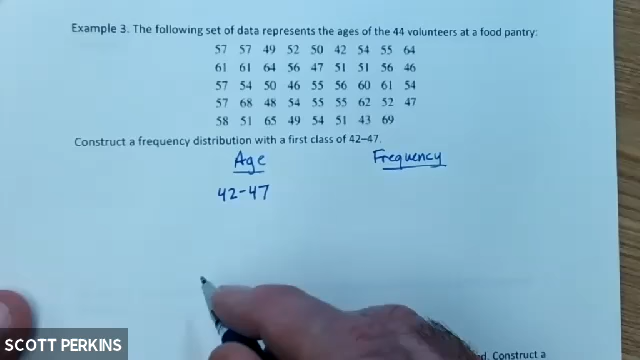 Example 3. The following set of data represents the ages of the 44 volunteers at a food pantry:
57 57 49 52 50 42 54 55 64
61 61 64 56 47 51 51 56 46
57 54 50 46 55 56 60 61 54
57 68 48 54 55 55 62 52 47
58 51 65 49 54 51 43 69
Construct a frequency distribution with a first class of 42–47.
Age Frequency
42-47
ed. Construct a
SCOTT PERKINS